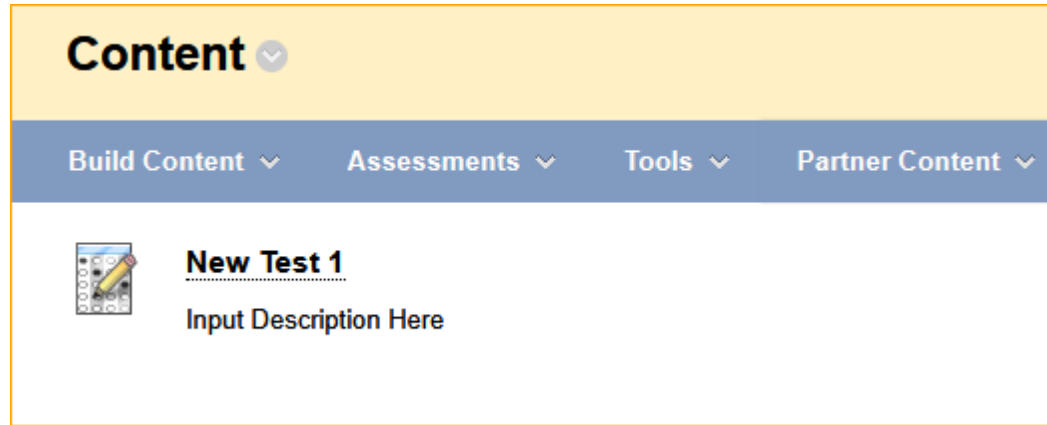 Content
Build Content Assessments Tools Partner Content
New Test 1
Input Description Here